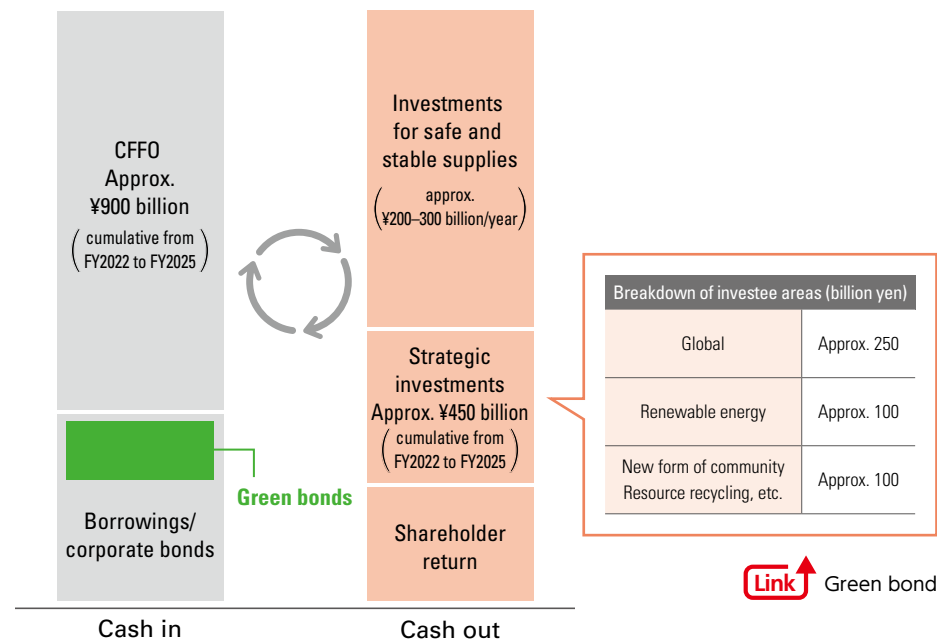 CFFO
Approx.
¥900 billion
(cumulative from
FY2022 to FY2025)
Green bonds
Borrowings/
corporate bonds
Cash in
Investments
for safe and
stable supplies
(approx.
¥200–300 billion/year)
Strategic
investments
Approx. ¥450 billion
(cumulative from
FY2022 to FY2025)
Shareholder
return
Cash out
Breakdown of investee areas (billion yen)
Global Approx. 250
Renewable energy Approx. 100
New form of community
Resource recycling, etc. Approx. 100
Link Green bond